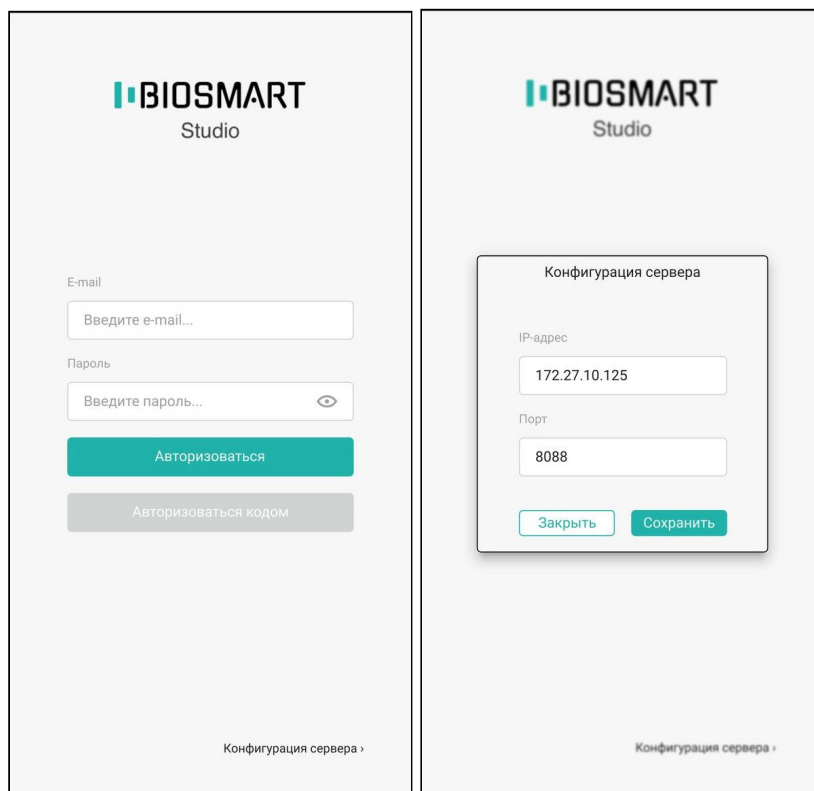 BIOSMART
Studio
E-mail
Введите e-mail...
Пароль
Введите пароль...
Авторизоваться
Авторизоваться кодом
Конфигурация сервера ›
BIOSMART
Studio
Конфигурация сервера
IP-адрес
172.27.10.125
Порт
8088
Закрыть Сохранить
Конфигурация сервера ›